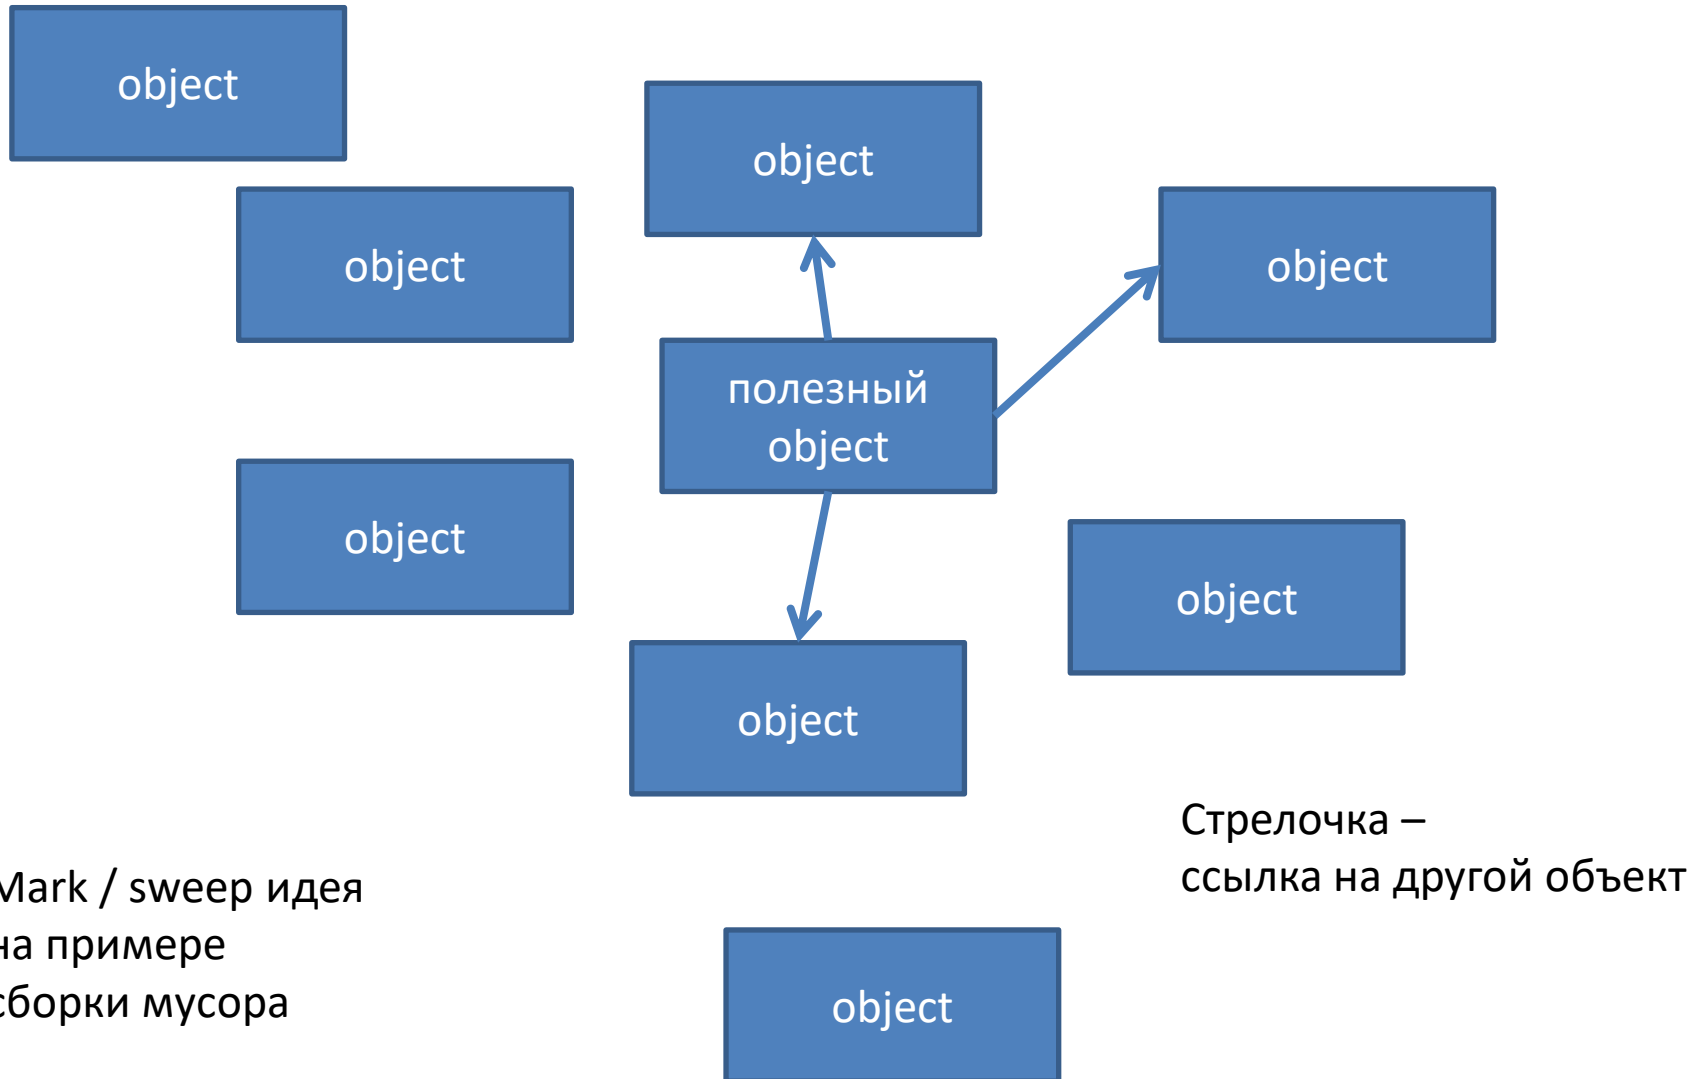 object
object
object
object
полезный
object
object
object
object
Стрелочка –
ссылка на другой объект
Mark / sweep идея
на примере
сборки мусора
object